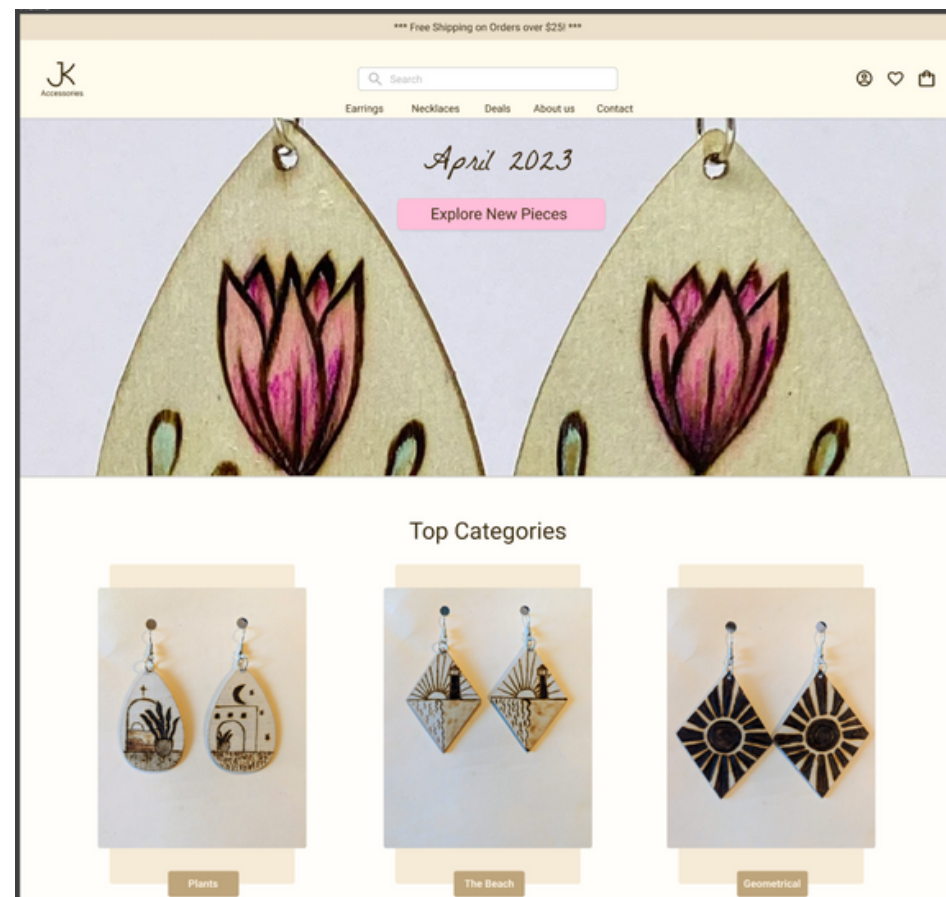 *** Free Shipping on Orders over $25! ***
JK
Accessories
Search
Earrings Necklaces Deals About us Contact
April 2023
Explore New Pieces
Top Categories
Plants The Beach Geometrical